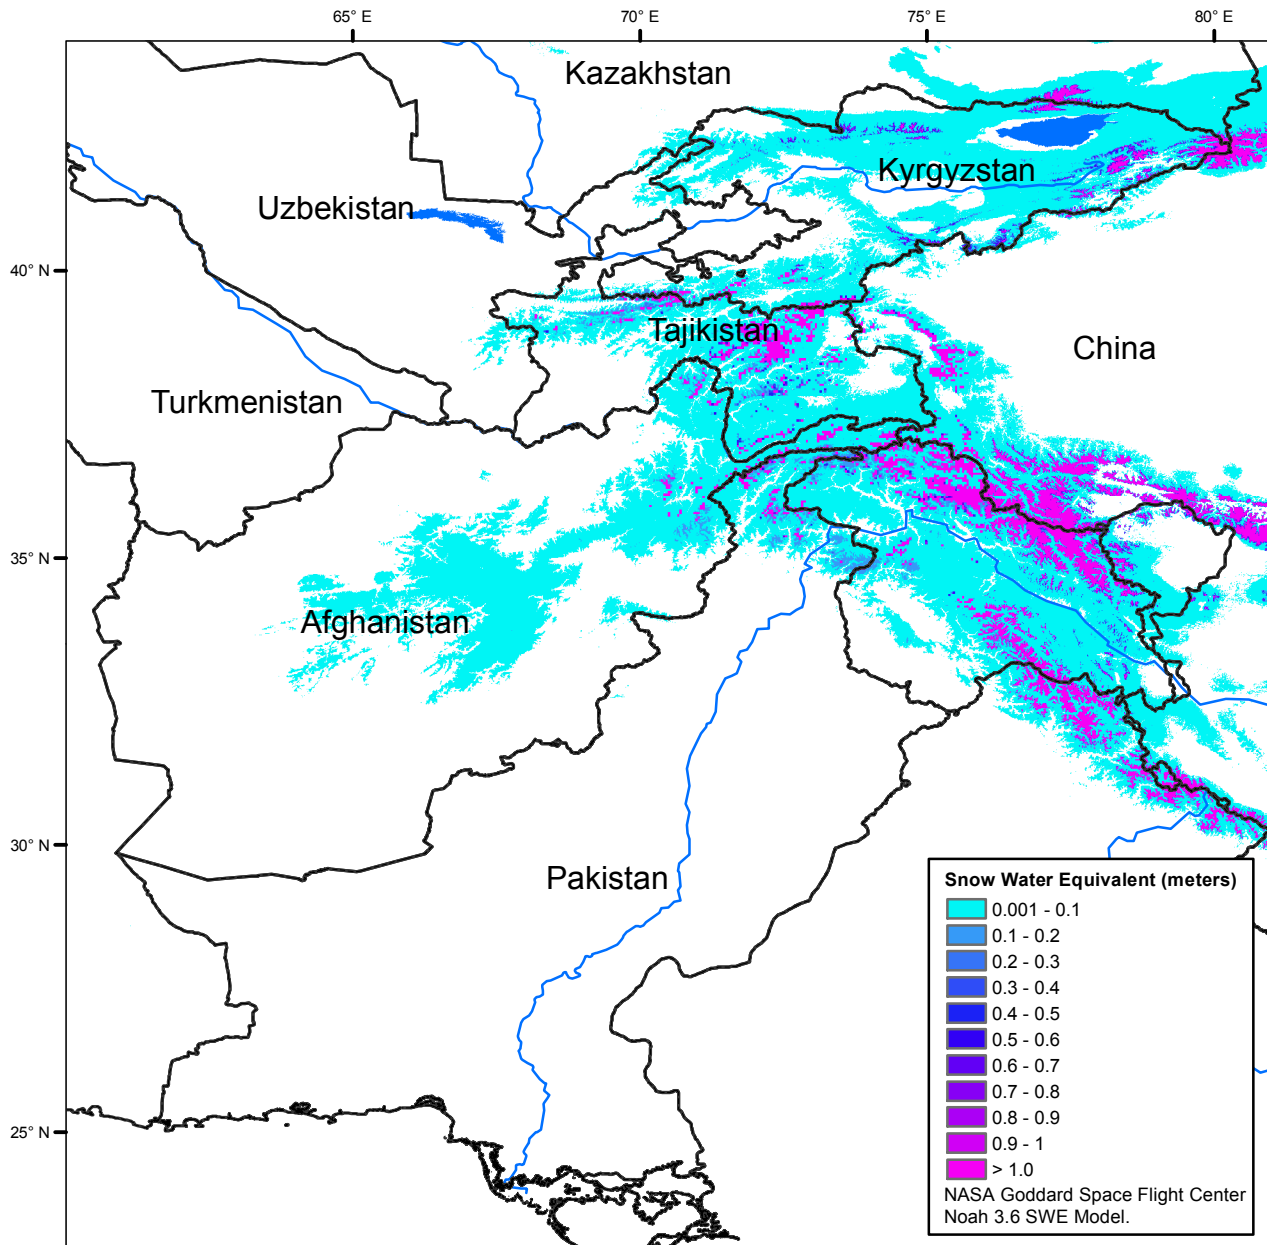 65° E
70° E
75° E
80° E
Kazakhstan
Kyrgyzstan
Uzbekistan
40° N
Tajikistan
China
Turkmenistan
35° N
Afghanistan
30° N
Pakistan
25° N
Snow Water Equivalent (meters)
0.001 - 0.1
0.1 - 0.2
0.2 - 0.3
0.3 - 0.4
0.4 - 0.5
0.5 - 0.6
0.6 - 0.7
0.7 - 0.8
0.8 - 0.9
0.9 - 1
> 1.0
NASA Goddard Space Flight Center
Noah 3.6 SWE Model.